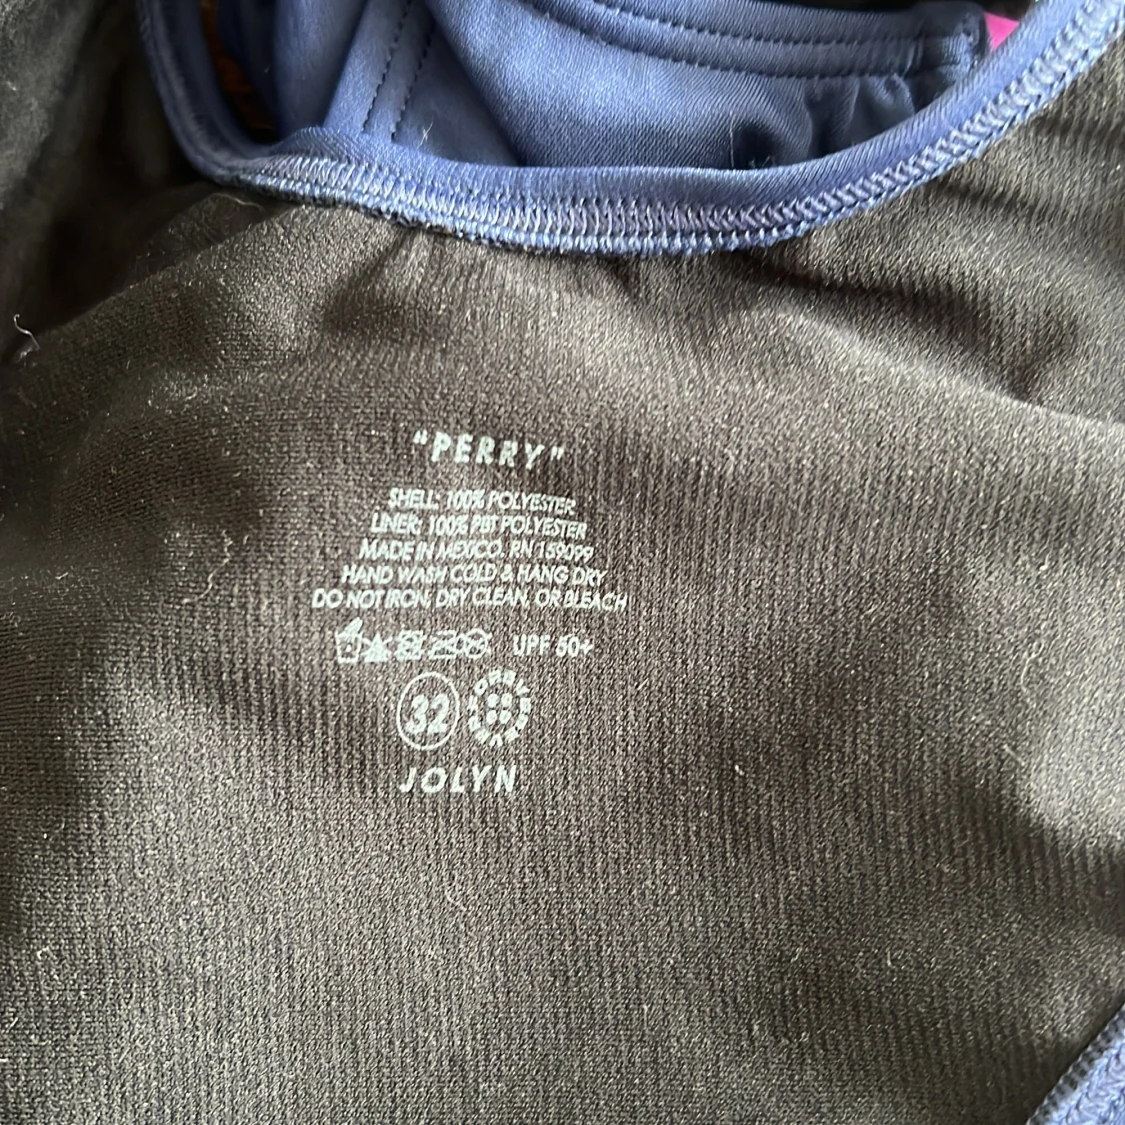 "PERRY"
SHELL: 100% POLYESTER
LINER: 100% PBT POLYESTER
MADE IN MEXICO. RN 159099
HAND WASH COLD & HANG DRY
DO NOT IRON, DRY CLEAN, OR BLEACH
UPF 50+
32
JOLYN